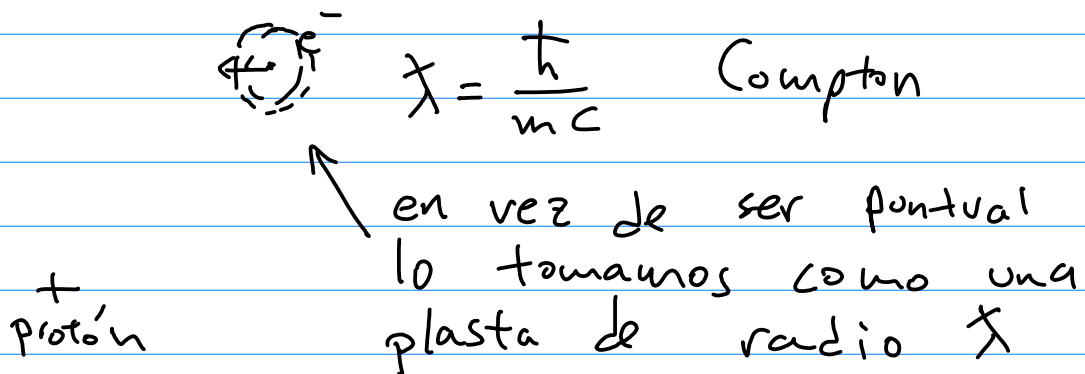 e⁻ ƛ = ℏ / mc Compton
en vez de ser puntual
lo tomamos como una
+
protón plasta de radio ƛ